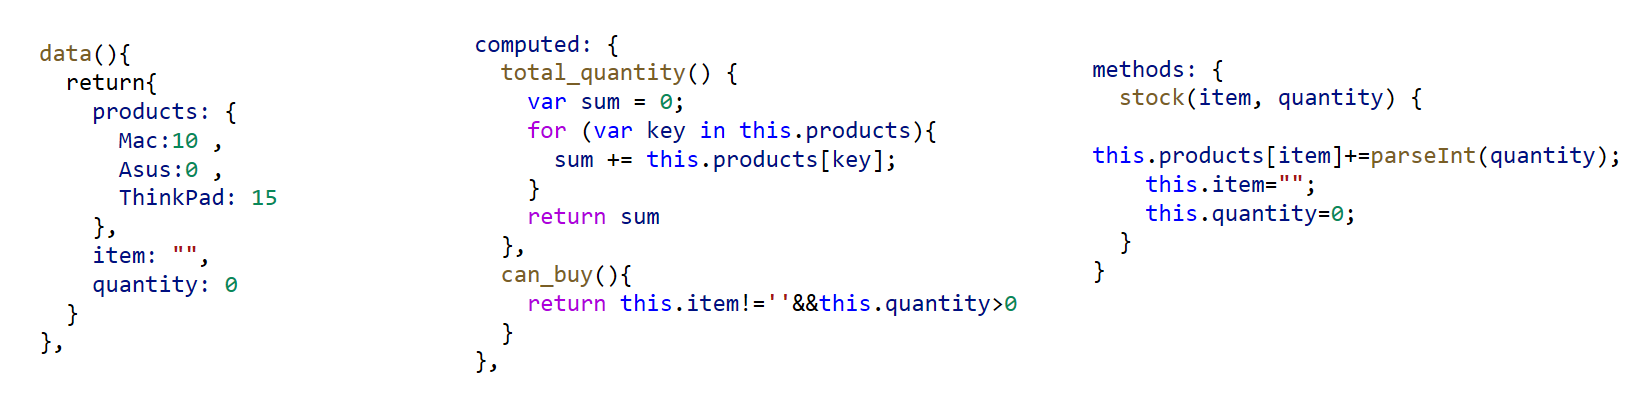 data(){
  return{
    products: {
      Mac:10 ,
      Asus:0 ,
      ThinkPad: 15
    },
    item: "",
    quantity: 0
  }
},
computed: {
  total_quantity() {
    var sum = 0;
    for (var key in this.products){
      sum += this.products[key];
    }
    return sum
  },
  can_buy(){
    return this.item!=''&&this.quantity>0
  }
},
methods: {
  stock(item, quantity) {
this.products[item]+=parseInt(quantity);
    this.item="";
    this.quantity=0;
  }
}